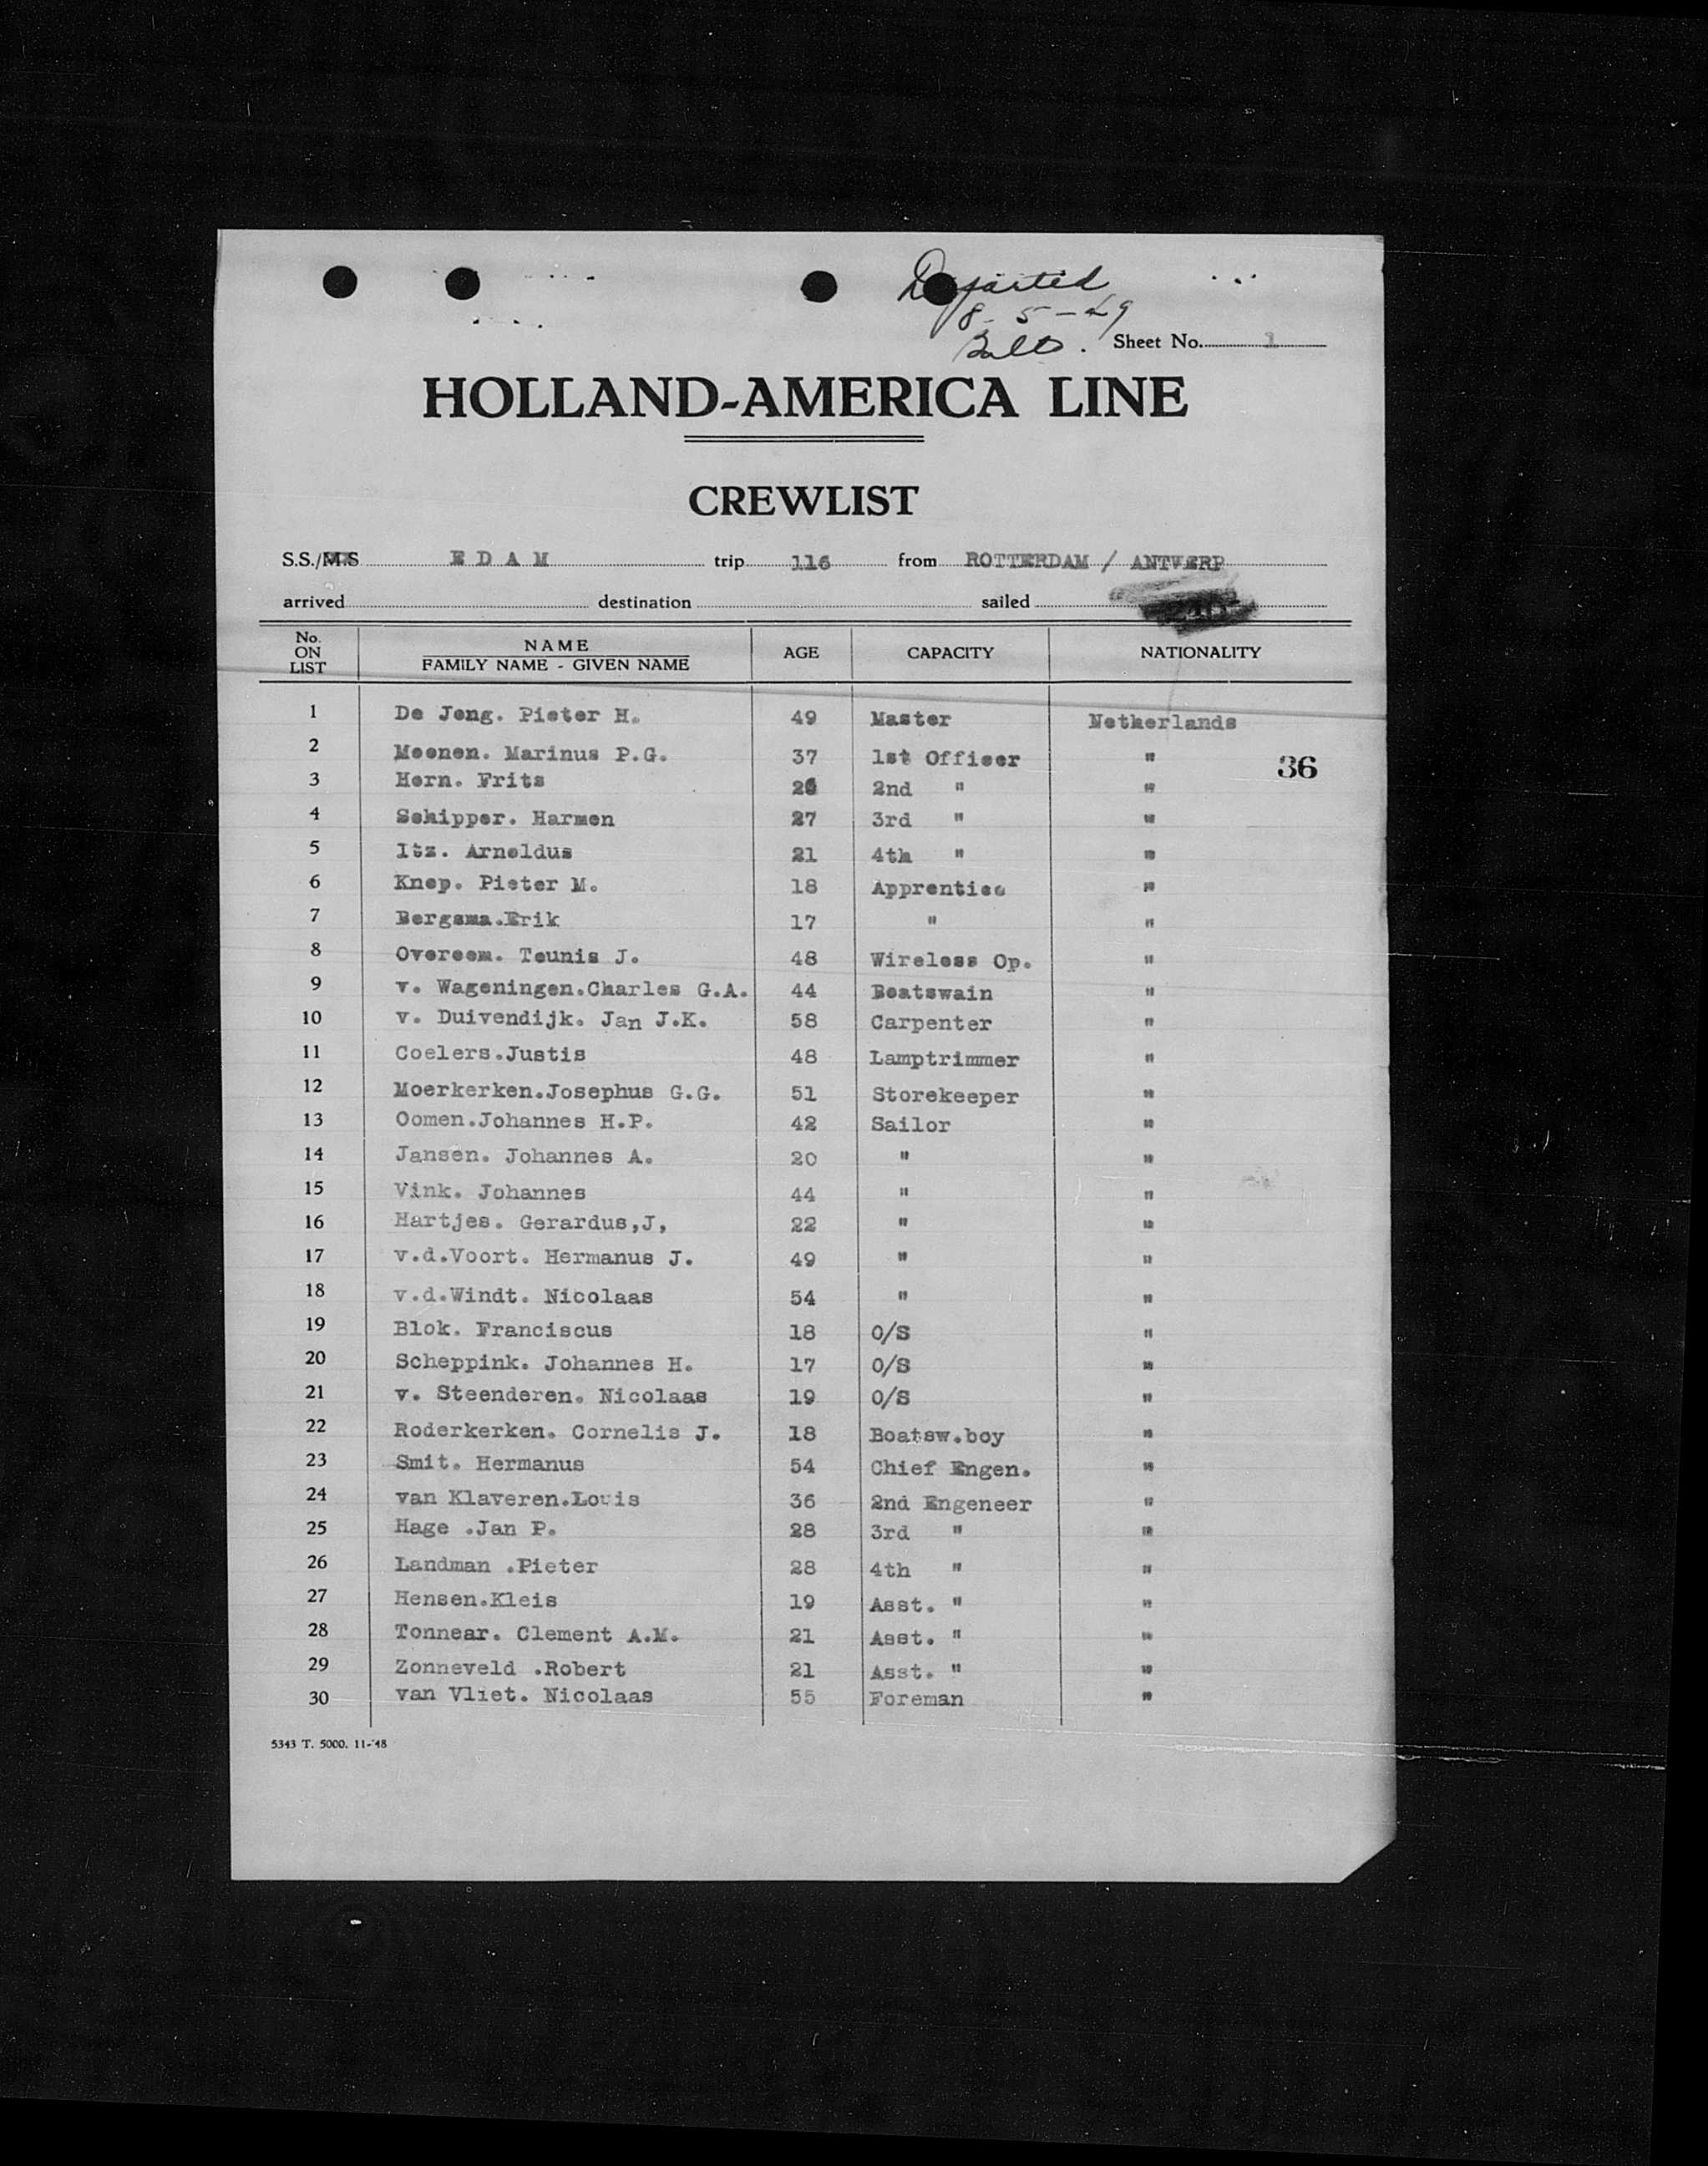 Departed
8-5-49
Balto.
Sheet No. 1
HOLLAND-AMERICA LINE
CREWLIST
S.S./M.S EDAM trip 116 from ROTTERDAM / ANTWERP
arrived destination sailed
No. ON LIST NAME FAMILY NAME - GIVEN NAME AGE CAPACITY NATIONALITY
1 De Jong. Pieter H. 49 Master Netherlands
2 Moonen. Marinus P.G. 37 1st Officer "
36
3 Horn. Frits 26 2nd " "
4 Schipper. Harmen 27 3rd " "
5 Itz. Arnoldus 21 4th " "
6 Knop. Pieter M. 18 Apprentice "
7 Bergsma.Erik 17 " "
8 Overeem. Teunis J. 48 Wireless Op. "
9 v. Wageningen.Charles G.A. 44 Boatswain "
10 v. Duivendijk. Jan J.K. 58 Carpenter "
11 Coelers.Justis 48 Lamptrimmer "
12 Moerkerken.Josephus G.G. 51 Storekeeper "
13 Oomen.Johannes H.P. 42 Sailor "
14 Jansen. Johannes A. 20 " "
15 Vink. Johannes 44 " "
16 Hartjes. Gerardus,J, 22 " "
17 v.d.Voort. Hermanus J. 49 " "
18 v.d.Windt. Nicolaas 54 " "
19 Blok. Franciscus 18 O/S "
20 Scheppink. Johannes H. 17 O/S "
21 v. Steenderen. Nicolaas 19 O/S "
22 Roderkerken. Cornelis J. 18 Boatsw.boy "
23 Smit. Hermanus 54 Chief Engen. "
24 van Klaveren.Louis 36 2nd Engeneer "
25 Hage .Jan P. 28 3rd " "
26 Landman .Pieter 28 4th " "
27 Hensen.Kleis 19 Asst. " "
28 Tonnear. Clement A.M. 21 Asst. " "
29 Zonneveld .Robert 21 Asst. " "
30 van Vliet. Nicolaas 55 Foreman "
5343 T. 5000. 11-'48